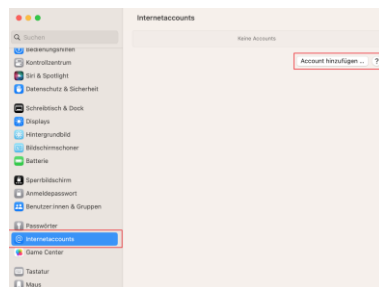 Internetaccounts
Suchen
Keine Accounts
Bedienungshilfen
Kontrollzentrum
Account hinzufügen ... ?
Siri & Spotlight
Datenschutz & Sicherheit
Schreibtisch & Dock
Displays
Hintergrundbild
Bildschirmschoner
Batterie
Sperrbildschirm
Anmeldepasswort
Benutzer:innen & Gruppen
Passwörter
Internetaccounts
Game Center
Tastatur
Maus